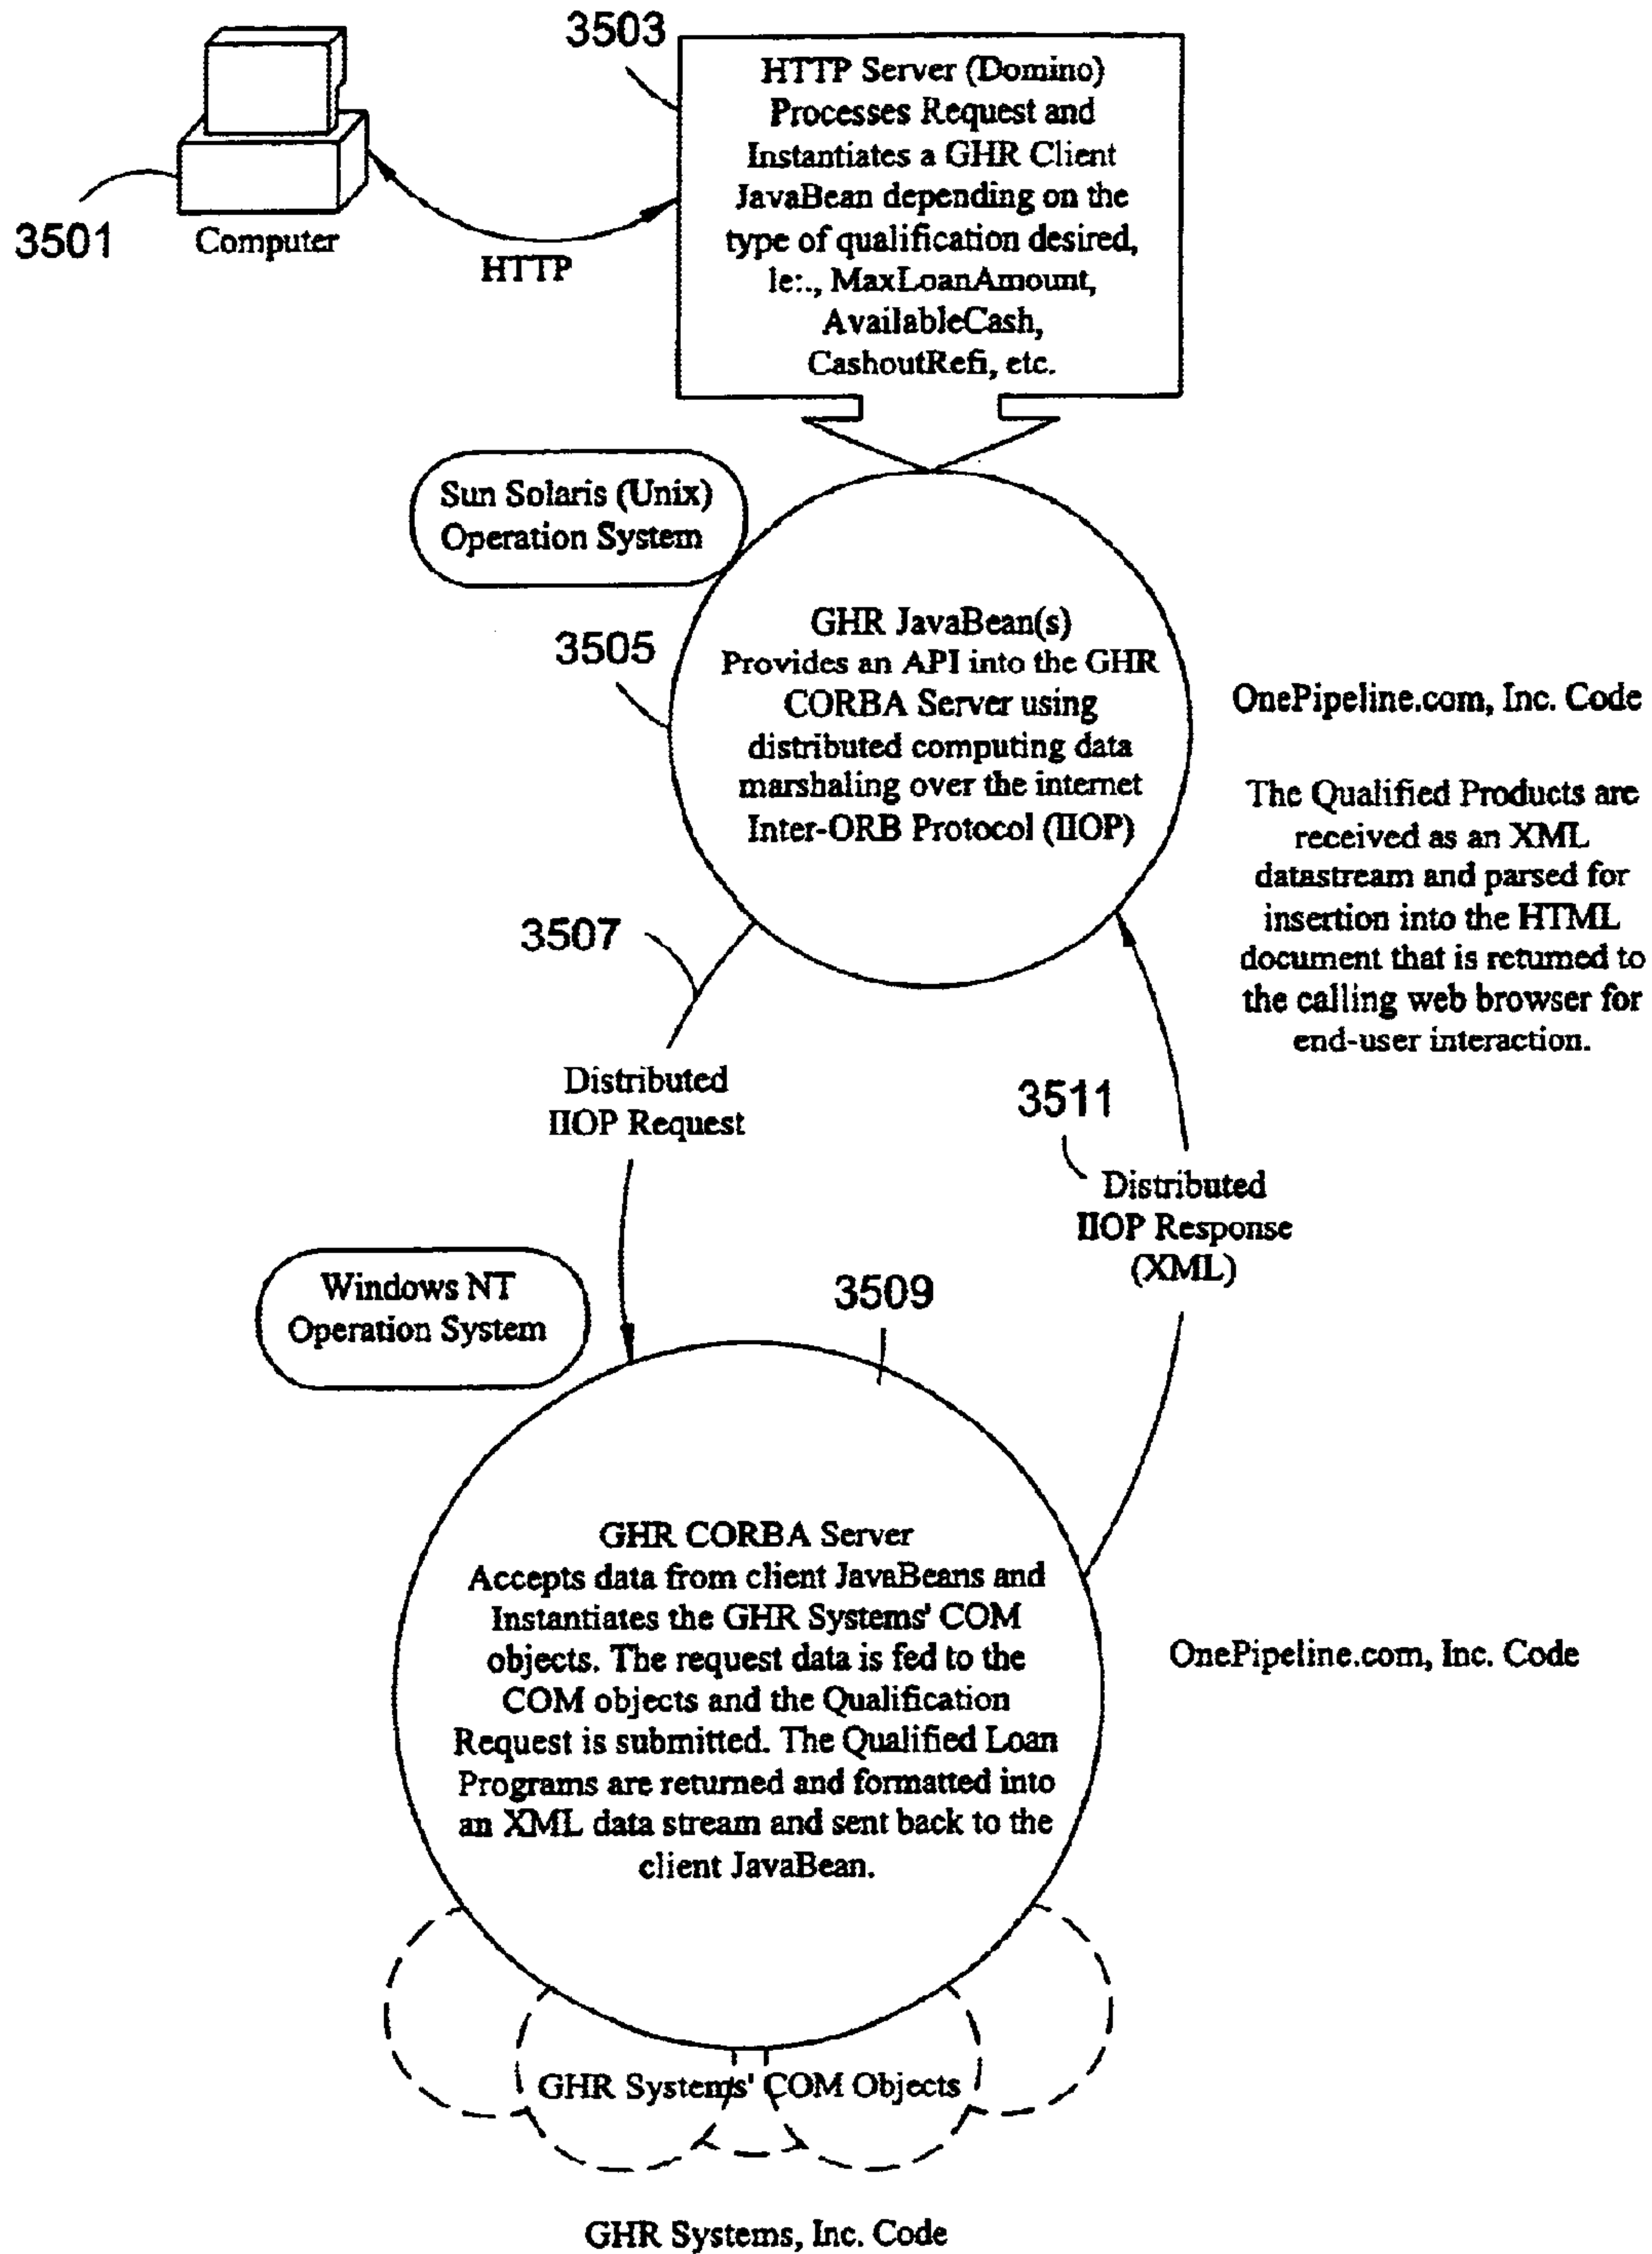 3503
HTTP Server (Domino)
Processes Request and
Instantiates a GHR Client
JavaBean depending on the
type of qualification desired,
Ie:., MaxLoanAmount,
AvailableCash,
CashoutRefi, etc.
3501
Computer
HTTP
Sun Solaris (Unix)
Operation System
3505
GHR JavaBean(s)
Provides an API into the GHR
CORBA Server using
distributed computing data
marshaling over the internet
Inter-ORB Protocol (IIOP)
OnePipeline.com, Inc. Code
The Qualified Products are
received as an XML
datastream and parsed for
insertion into the HTML
document that is returned to
the calling web browser for
end-user interaction.
3507
Distributed
IIOP Request
3511
Distributed
IIOP Response
(XML)
Windows NT
Operation System
3509
GHR CORBA Server
Accepts data from client JavaBeans and
Instantiates the GHR Systems' COM
objects. The request data is fed to the
COM objects and the Qualification
Request is submitted. The Qualified Loan
Programs are returned and formatted into
an XML data stream and sent back to the
client JavaBean.
OnePipeline.com, Inc. Code
GHR Systems' COM Objects
GHR Systems, Inc. Code